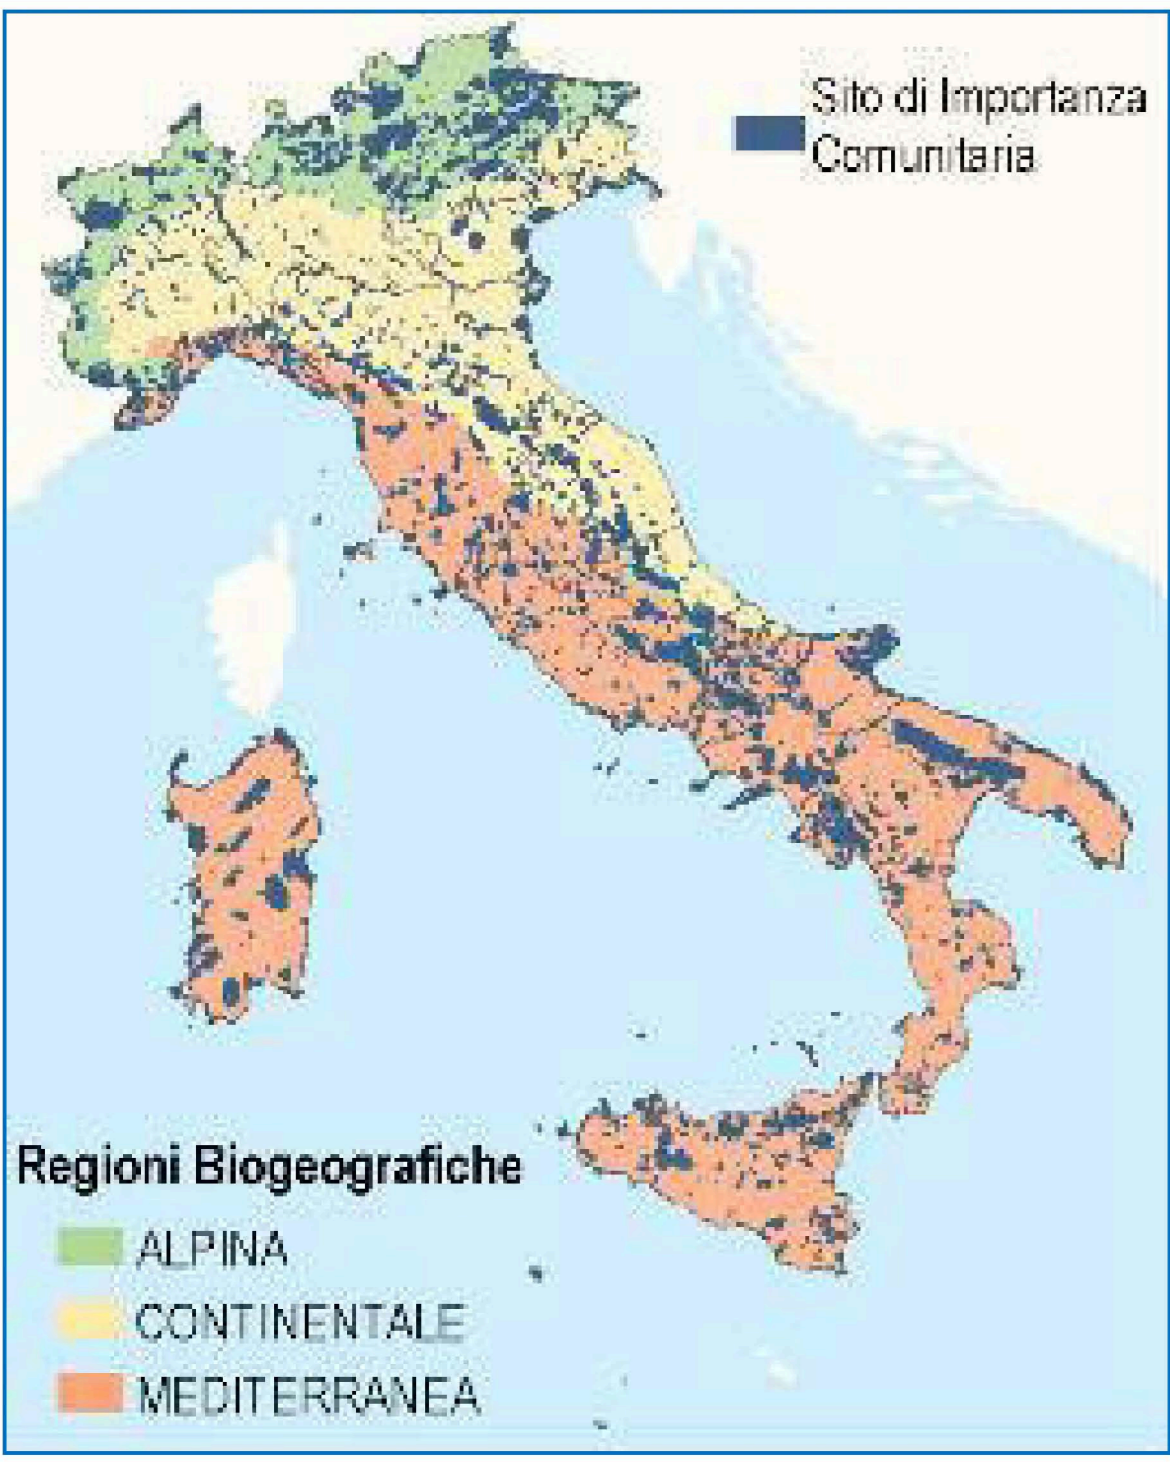 Sito di Importanza
Comunitaria
Regioni Biogeografiche
ALPINA
CONTINENTALE
MEDITERRANEA